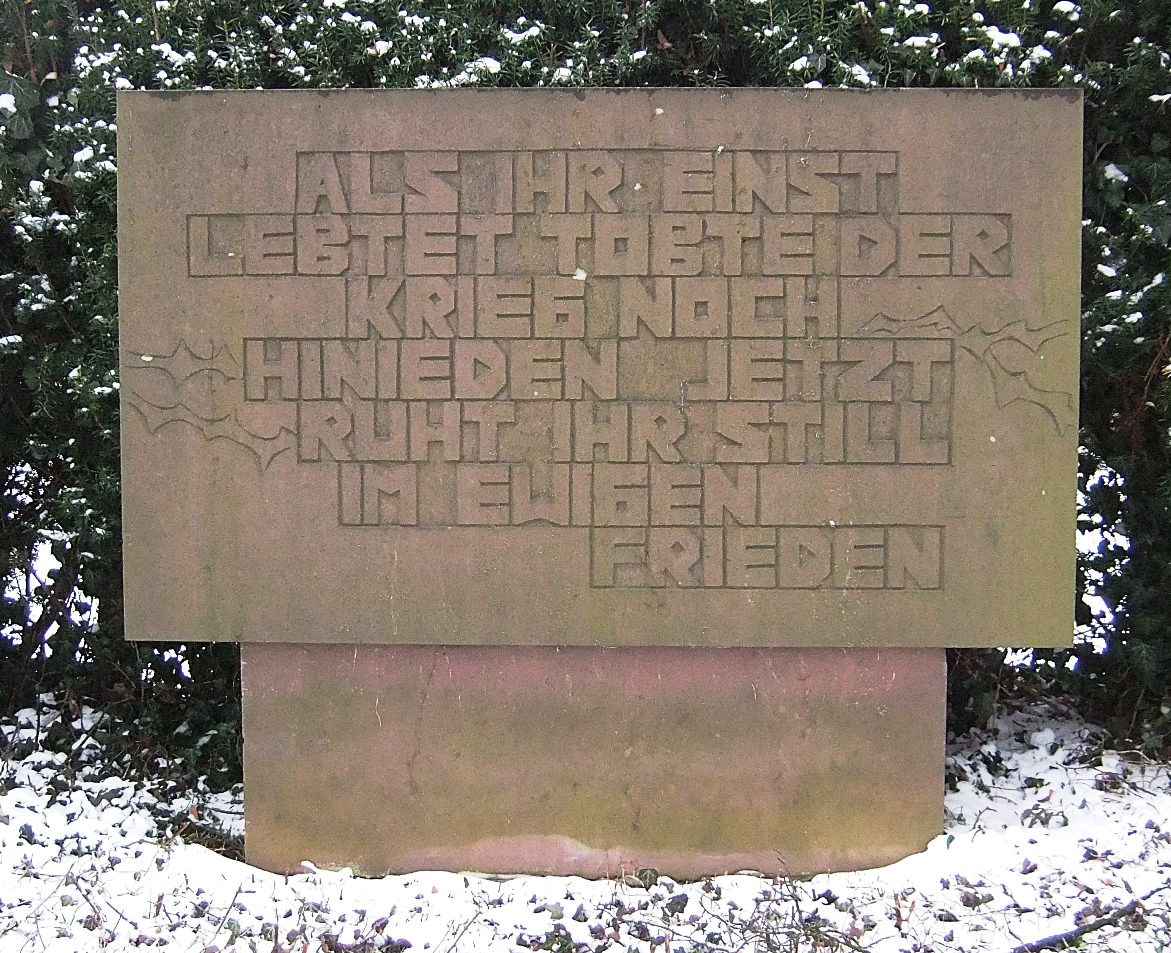 ALS IHR EINST
LEBTET TOBTE DER
KRIEG NOCH
HINIEDEN JETZT
RUHT IHR STILL
IM EWIGEN
FRIEDEN